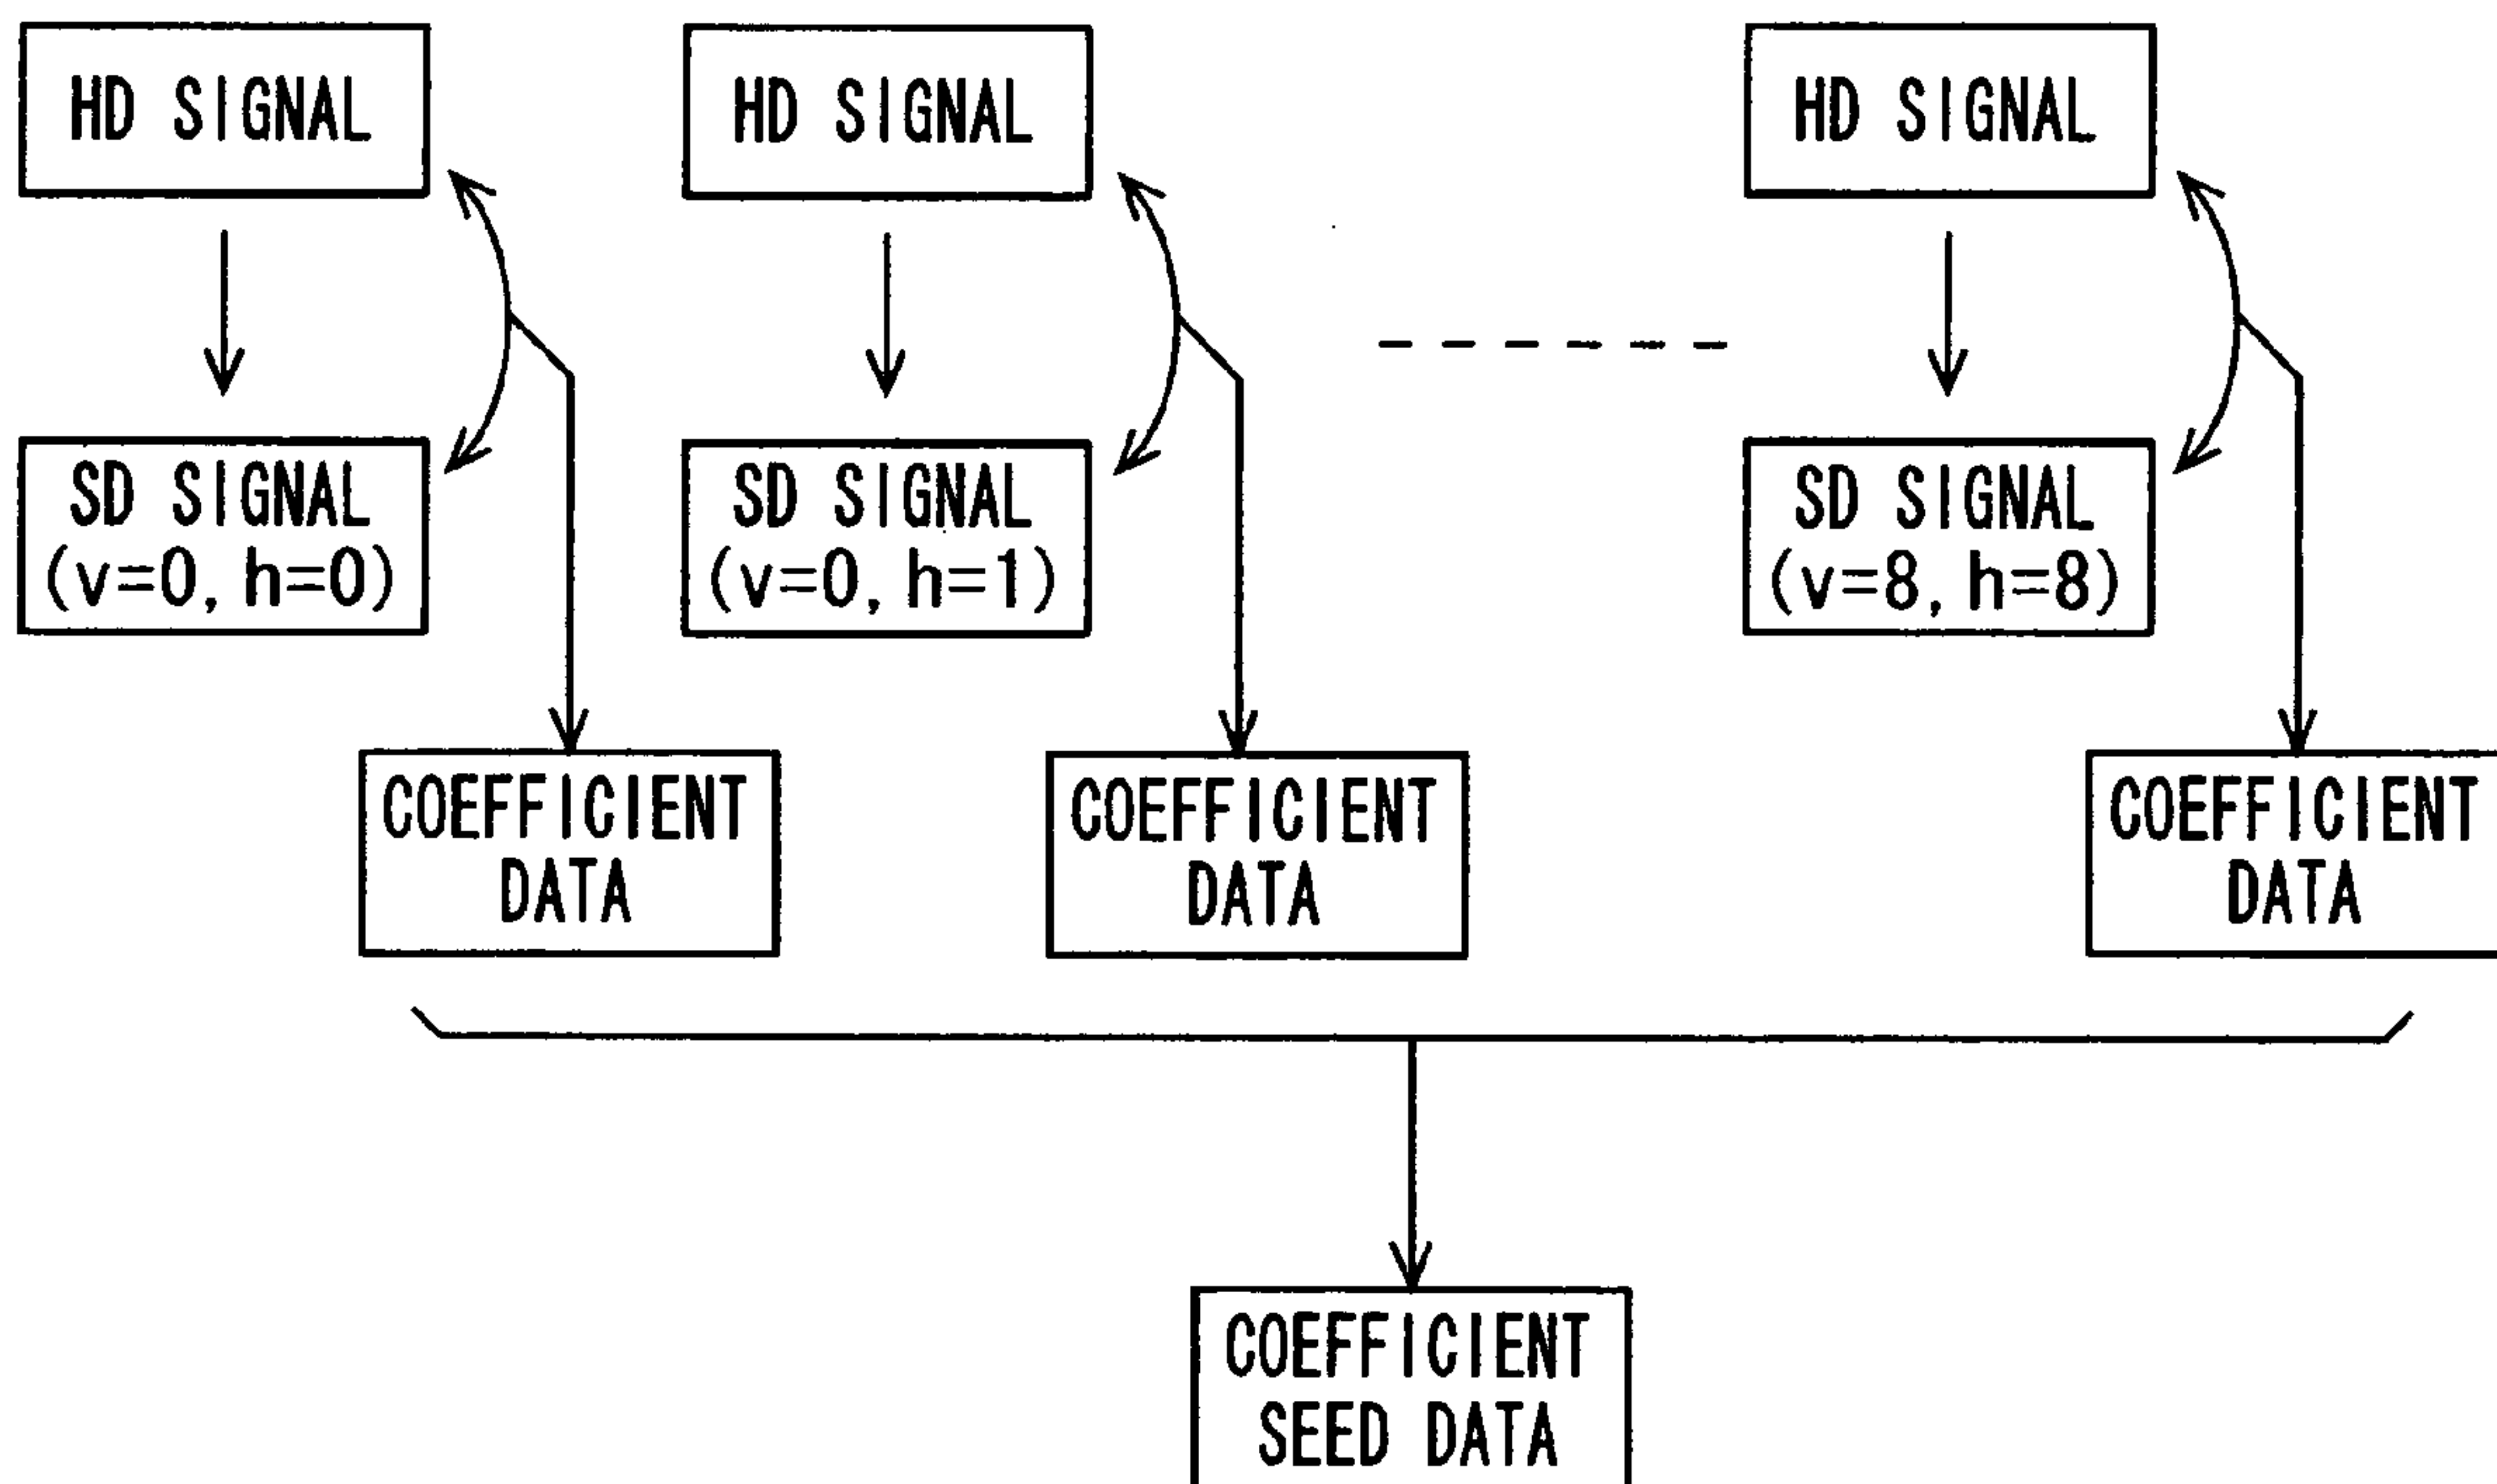 HD SIGNAL
HD SIGNAL
HD SIGNAL
SD SIGNAL
(v=0, h=0)
SD SIGNAL
(v=0, h=1)
SD SIGNAL
(v=8, h=8)
COEFFICIENT
DATA
COEFFICIENT
DATA
COEFFICIENT
DATA
COEFFICIENT
SEED DATA